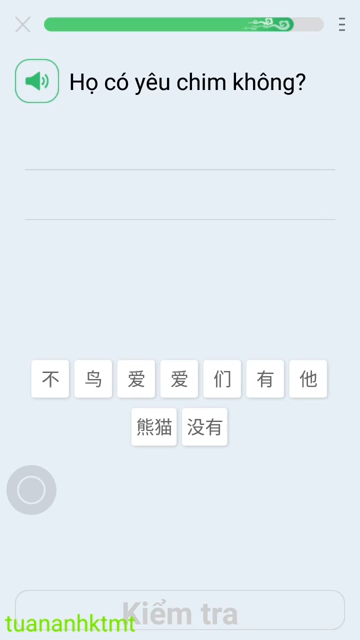 Họ có yêu chim không?
不 鸟 爱 爱 们 有 他
熊猫 没有
Kiểm tra
tuananhktmt